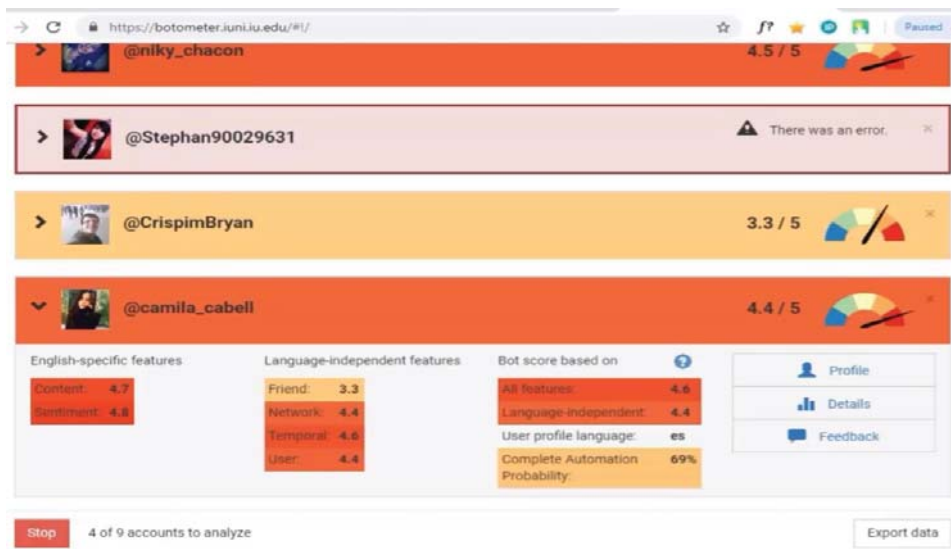 https://botometer.iuni.iu.edu/#!/
f?
Paused
@niky_chacon
4.5 / 5
@Stephan90029631
There was an error.
×
@CrispimBryan
3.3 / 5
×
@camila_cabell
4.4 / 5
×
English-specific features
Language-independent features
Bot score based on
?
Content: 4.7
Sentiment: 4.8
Friend: 3.3
Network: 4.4
Temporal: 4.6
User: 4.4
All features: 4.6
Language-independent: 4.4
User profile language: es
Complete Automation 69%
Probability:
Profile
Details
Feedback
Stop
4 of 9 accounts to analyze
Export data